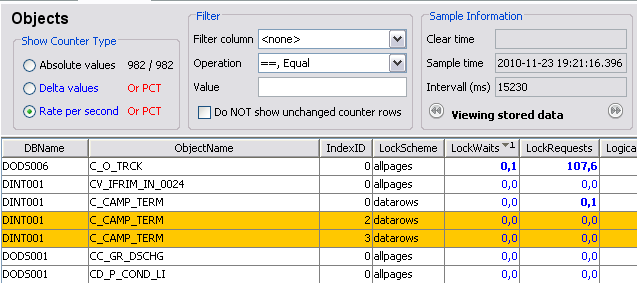 Objects
Show Counter Type
Absolute values 982 / 982
Delta values Or PCT
Rate per second Or PCT
Filter
Filter column <none>
Operation ==, Equal
Value
Do NOT show unchanged counter rows
Sample Information
Clear time
Sample time 2010-11-23 19:21:16.396
Intervall (ms) 15230
Viewing stored data
DBName ObjectName IndexID LockScheme LockWaits 1 LockRequests Logica
DODS006 C_O_TRCK 0 allpages 0,1 107,6
DINT001 CV_IFRIM_IN_0024 0 allpages 0,0 0,0
DINT001 C_CAMP_TERM 0 datarows 0,0 0,1
DINT001 C_CAMP_TERM 2 datarows 0,0 0,0
DINT001 C_CAMP_TERM 3 datarows 0,0 0,0
DODS001 CC_GR_DSCHG 0 allpages 0,0 0,0
DODS001 CD_P_COND_LI 0 allpages 0,0 0,0